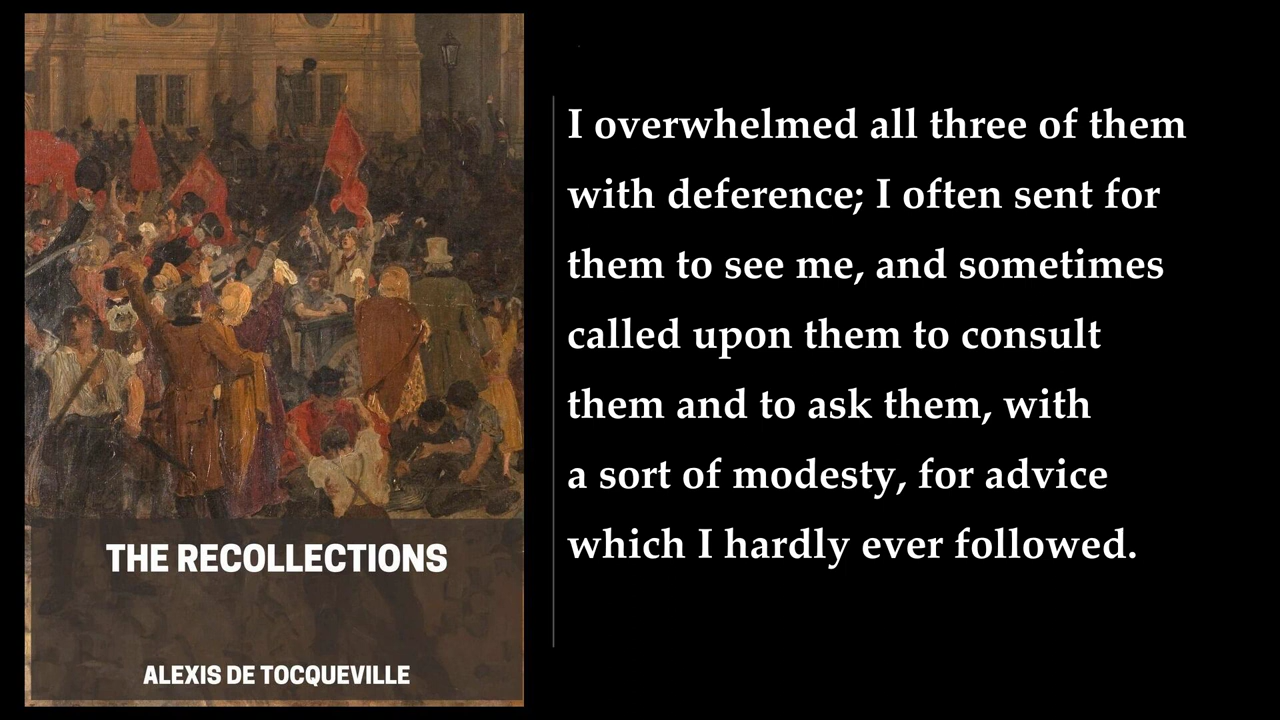 THE RECOLLECTIONS
ALEXIS DE TOCQUEVILLE
I overwhelmed all three of them
with deference; I often sent for
them to see me, and sometimes
called upon them to consult
them and to ask them, with
a sort of modesty, for advice
which I hardly ever followed.